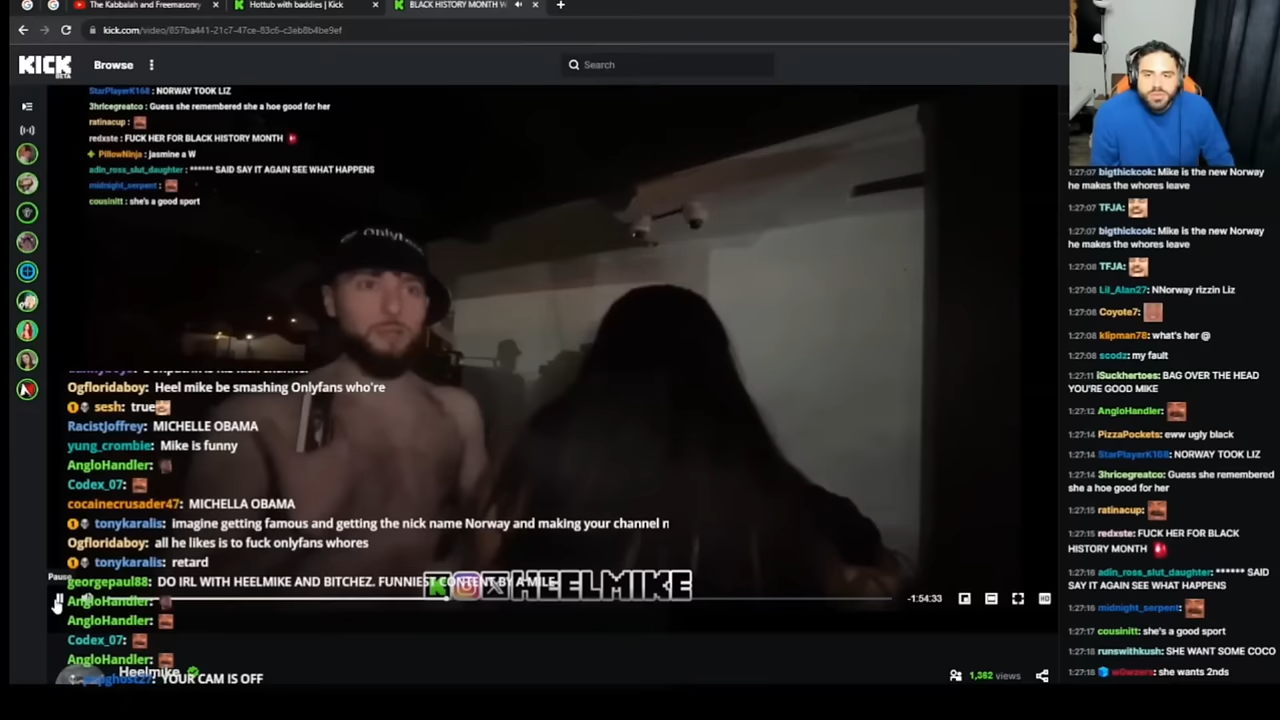 The Kabbalah and Freemasonry
Hottub with baddies | Kick
BLACK HISTORY MONTH W
kick.com/video/857ba441-21c7-47ce-83c6-c3eb8b4be9ef
KICK
BETA
Browse
Search
StarPlayerK168 : NORWAY TOOK LIZ
3hricegreatco : Guess she remembered she a hoe good for her
ratinacup :
redxste : FUCK HER FOR BLACK HISTORY MONTH
PillowNinja : jasmine a W
adin_ross_slut_daughter : ****** SAID SAY IT AGAIN SEE WHAT HAPPENS
midnight_serpent :
cousinitt : she's a good sport
Ogfloridaboy: Heel mike be smashing Onlyfans who're
sesh: true
RacistJoffrey: MICHELLE OBAMA
yung_crombie: Mike is funny
AngloHandler:
Codex_07:
cocainecrusader47: MICHELLA OBAMA
tonykaralis: imagine getting famous and getting the nick name Norway and making your channel n
Ogfloridaboy: all he likes is to fuck onlyfans whores
tonykaralis: retard
Pause
georgepaul88: DO IRL WITH HEELMIKE AND BITCHEZ. FUNNIEST CONTENT BY A MILE
HEELMIKE
AngloHandler:
-1:54:33
HD
AngloHandler:
Codex_07:
AngloHandler:
Heelmike
YOUR CAM IS OFF
1,362 views
1:27:07 bigthickcok: Mike is the new Norway
he makes the whores leave
1:27:07 TFJA:
1:27:07 bigthickcok: Mike is the new Norway
he makes the whores leave
1:27:08 TFJA:
1:27:08 Lil_Alan27: NNorway rizzin Liz
1:27:08 Coyote7:
1:27:08 klipman78: what's her @
1:27:08 scodz: my fault
1:27:11 iSuckhertoes: BAG OVER THE HEAD
YOU'RE GOOD MIKE
1:27:12 AngloHandler:
1:27:14 PizzaPockets: eww ugly black
1:27:14 StarPlayerK168: NORWAY TOOK LIZ
1:27:14 3hricegreatco: Guess she remembered
she a hoe good for her
1:27:15 ratinacup:
1:27:15 redxste: FUCK HER FOR BLACK
HISTORY MONTH
1:27:16 adin_ross_slut_daughter: ****** SAID
SAY IT AGAIN SEE WHAT HAPPENS
1:27:16 midnight_serpent:
1:27:17 cousinitt: she's a good sport
1:27:18 runswithkush: SHE WANT SOME COCO
1:27:18 w0wzers: she wants 2nds